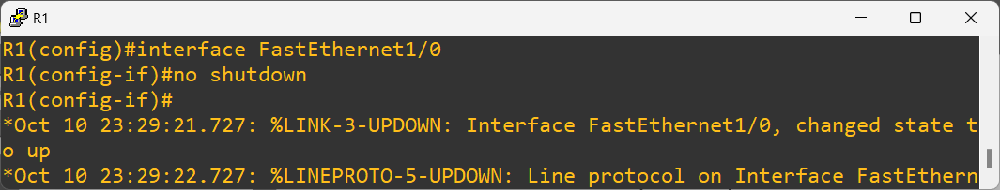 R1
R1(config)#interface FastEthernet1/0
R1(config-if)#no shutdown
R1(config-if)#
*Oct 10 23:29:21.727: %LINK-3-UPDOWN: Interface FastEthernet1/0, changed state t
o up
*Oct 10 23:29:22.727: %LINEPROTO-5-UPDOWN: Line protocol on Interface FastEthern